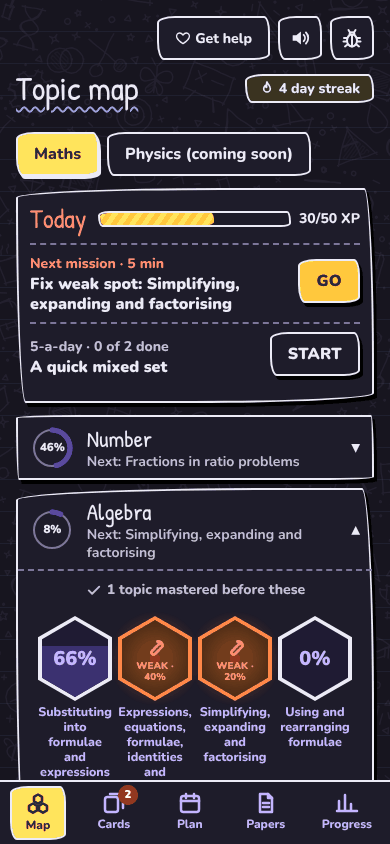 Get help
Topic map
4 day streak
Maths
Physics (coming soon)
Today
30/50 XP
Next mission · 5 min
Fix weak spot: Simplifying,
expanding and factorising
GO
5-a-day · 0 of 2 done
A quick mixed set
START
46%
Number
Next: Fractions in ratio problems
▼
8%
Algebra
Next: Simplifying, expanding and
factorising
▲
1 topic mastered before these
66%
WEAK ·
40%
WEAK ·
20%
0%
Substituting
into
formulae
and
expressions
Expressions,
equations,
formulae,
identities
and
Simplifying,
expanding
and
factorising
Using and
rearranging
formulae
2
Map
Cards
Plan
Papers
Progress